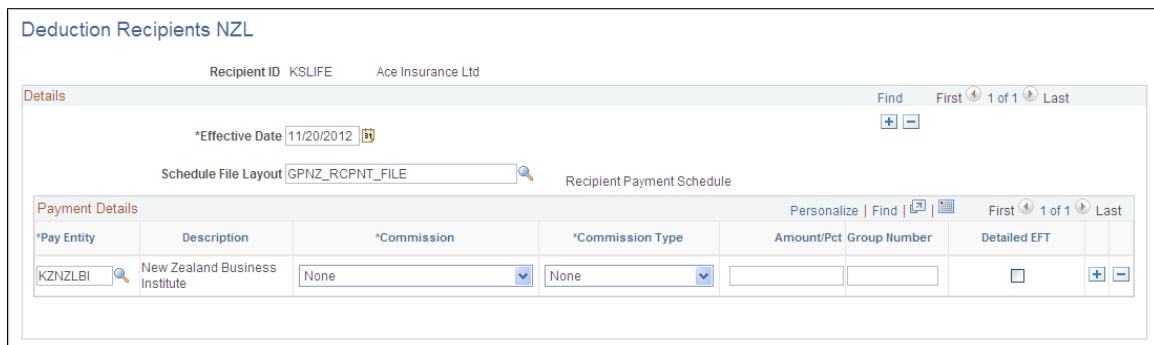 Deduction Recipients NZL
Recipient ID KSLIFE Ace Insurance Ltd
Details Find First 1 of 1 Last
*Effective Date 11/20/2012 31
Schedule File Layout GPNZ_RCPNT_FILE Recipient Payment Schedule
Payment Details Personalize | Find | | First 1 of 1 Last
*Pay Entity Description *Commission *Commission Type Amount/Pct Group Number Detailed EFT
KZNZLBI New Zealand Business Institute None None